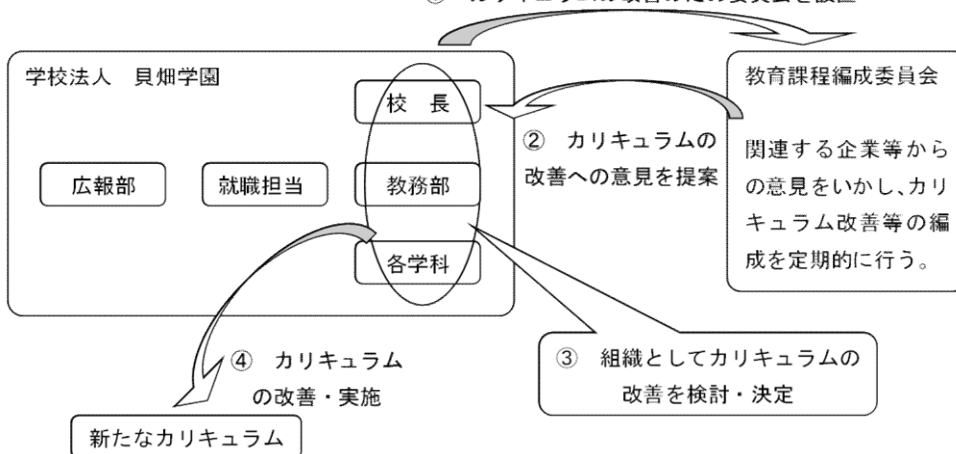 学校法人　貝畑学園
校　長
広報部
就職担当
教務部
各学科
教育課程編成委員会
関連する企業等から
の意見をいかし、カリ
キュラム改善等の編
成を定期的に行う。
②　カリキュラムの
改善への意見を提案
③　組織としてカリキュラムの
改善を検討・決定
④　カリキュラム
の改善・実施
新たなカリキュラム